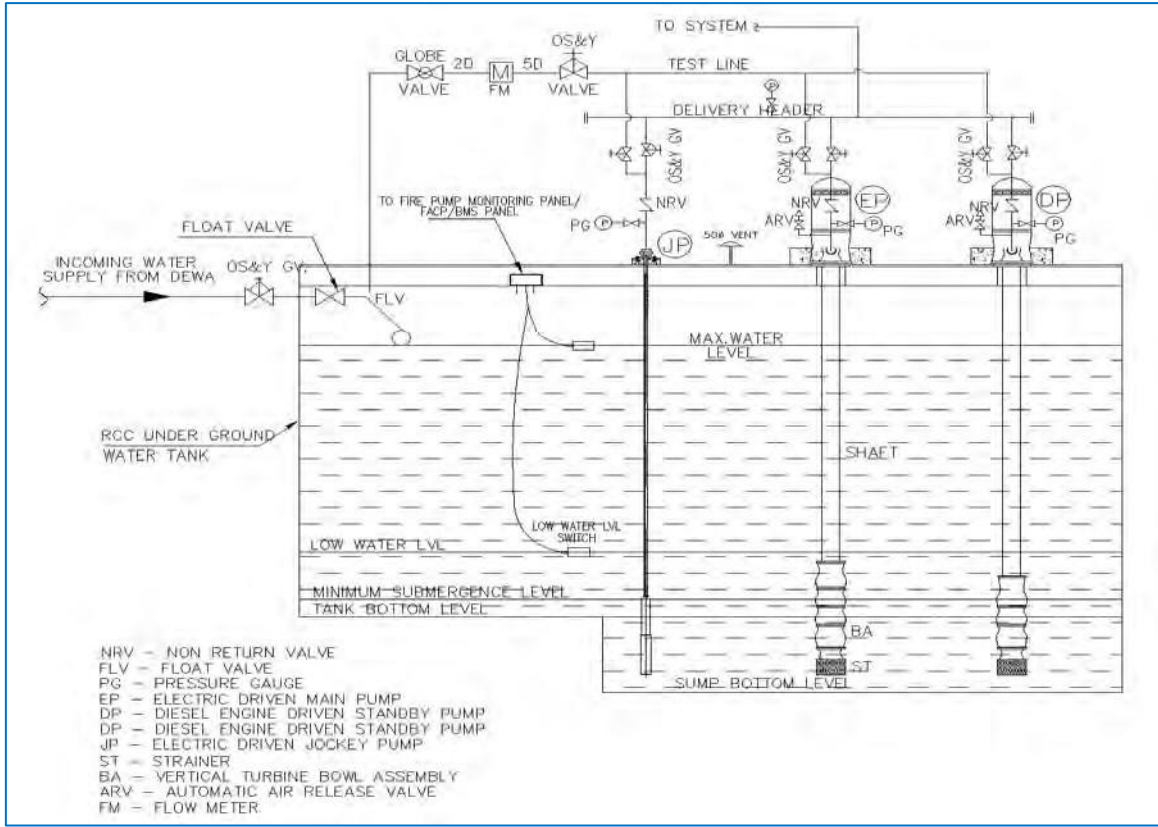 TO SYSTEM
OS&Y
GLOBE
2D
5D
TEST LINE
M
VALVE
FM
VALVE
P
DELIVERY HEADER
OS&Y GV
OS&Y GV
OS&Y GV
TO FIRE PUMP MONITORING PANEL/
FACP/BMS PANEL
NRV
NRV
EP
NRV
DP
ARV
ARV
FLOAT VALVE
PG
P
P
PG
P
PG
50ø VENT
JP
INCOMING WATER
SUPPLY FROM DEWA
OS&Y GV.
FLV
MAX.WATER
LEVEL
RCC UNDER GROUND
WATER TANK
SHAFT
LOW WATER LVL
SWITCH
LOW WATER LVL
MINIMUM SUBMERGENCE LEVEL
TANK BOTTOM LEVEL
BA
ST
SUMP BOTTOM LEVEL
NRV – NON RETURN VALVE
FLV – FLOAT VALVE
PG – PRESSURE GAUGE
EP – ELECTRIC DRIVEN MAIN PUMP
DP – DIESEL ENGINE DRIVEN STANDBY PUMP
DP – DIESEL ENGINE DRIVEN STANDBY PUMP
JP – ELECTRIC DRIVEN JOCKEY PUMP
ST – STRAINER
BA – VERTICAL TURBINE BOWL ASSEMBLY
ARV – AUTOMATIC AIR RELEASE VALVE
FM – FLOW METER